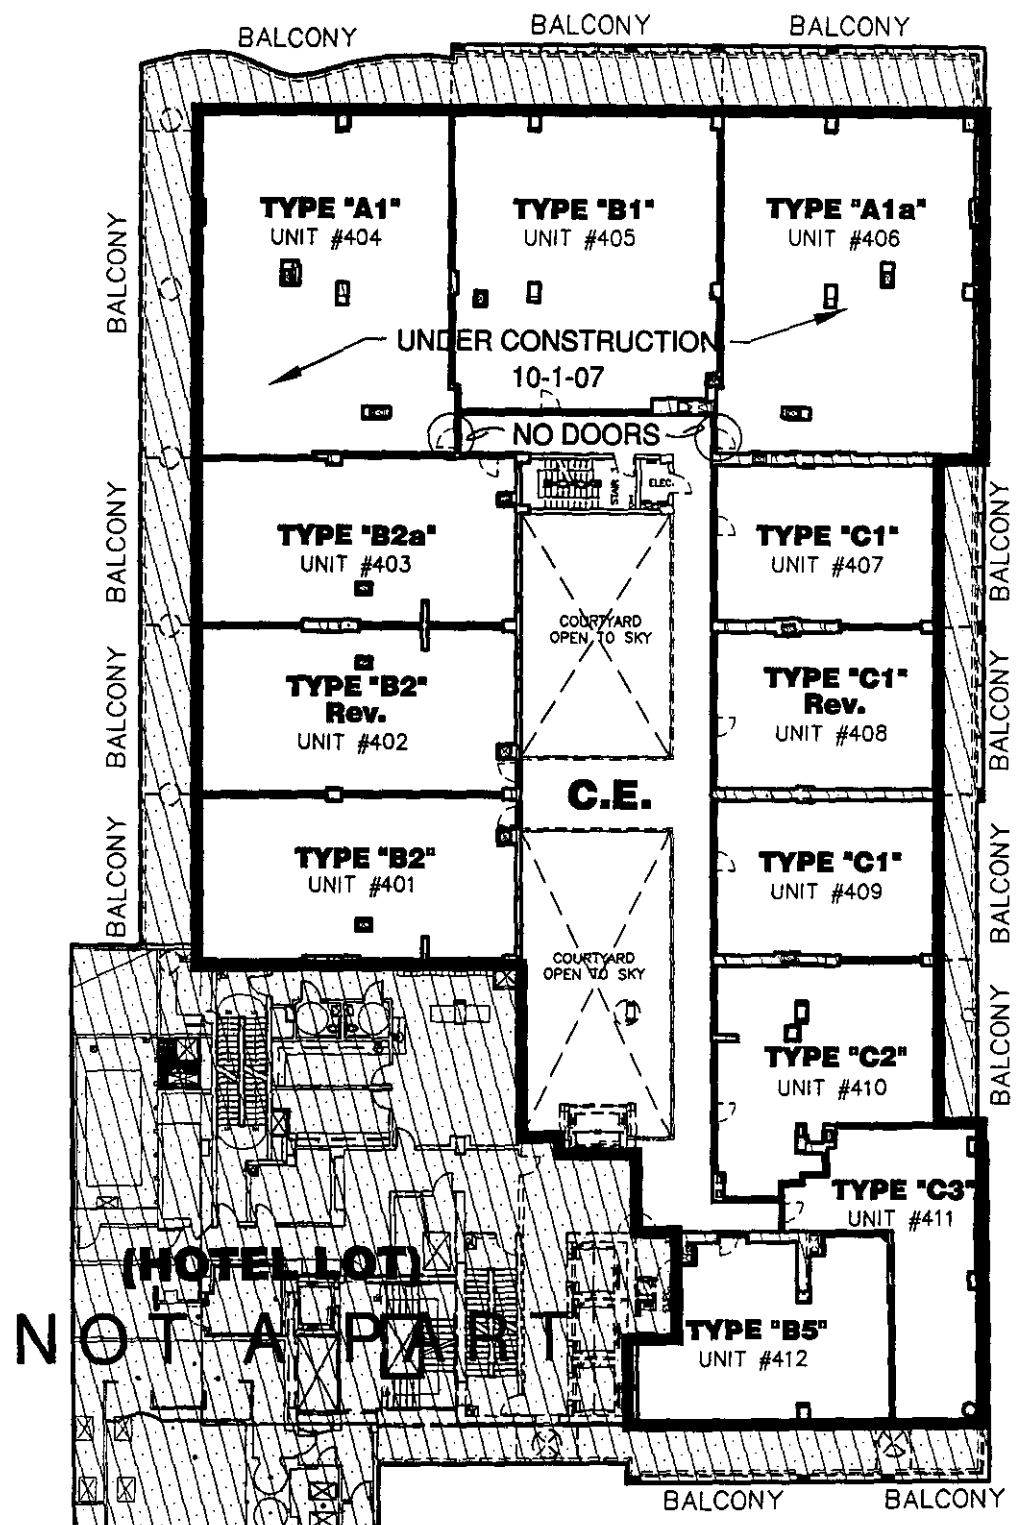 BALCONY
BALCONY
BALCONY
TYPE "A1"
UNIT #404
TYPE "B1"
UNIT #405
TYPE "A1a"
UNIT #406
BALCONY
UNDER CONSTRUCTION
10-1-07
NO DOORS
STAIR
ELEC.
TYPE "B2a"
UNIT #403
TYPE "C1"
UNIT #407
BALCONY
BALCONY
COURTYARD
OPEN TO SKY
TYPE "B2"
Rev.
UNIT #402
TYPE "C1"
Rev.
UNIT #408
BALCONY
BALCONY
C.E.
TYPE "B2"
UNIT #401
TYPE "C1"
UNIT #409
BALCONY
BALCONY
COURTYARD
OPEN TO SKY
TYPE "C2"
UNIT #410
BALCONY
TYPE "C3"
UNIT #411
(HOTEL LOT)
NOT A PART
TYPE "B5"
UNIT #412
BALCONY
BALCONY